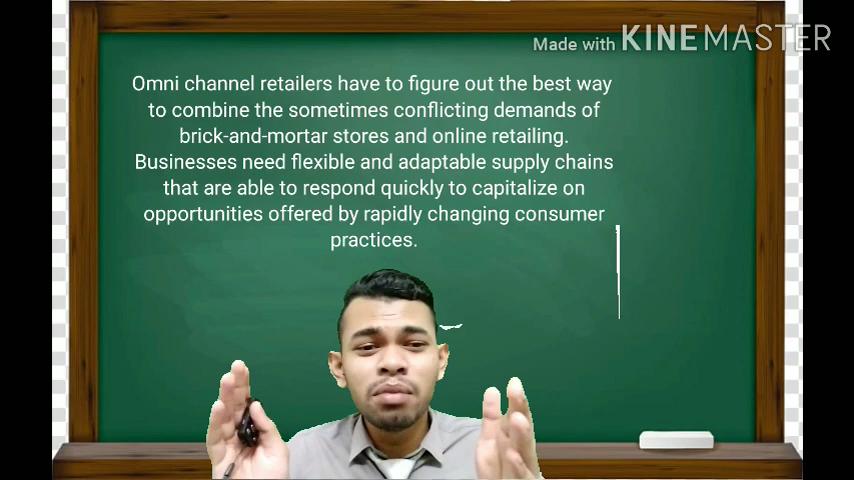 Made with KINEMASTER
Omni channel retailers have to figure out the best way
to combine the sometimes conflicting demands of
brick-and-mortar stores and online retailing.
Businesses need flexible and adaptable supply chains
that are able to respond quickly to capitalize on
opportunities offered by rapidly changing consumer
practices.